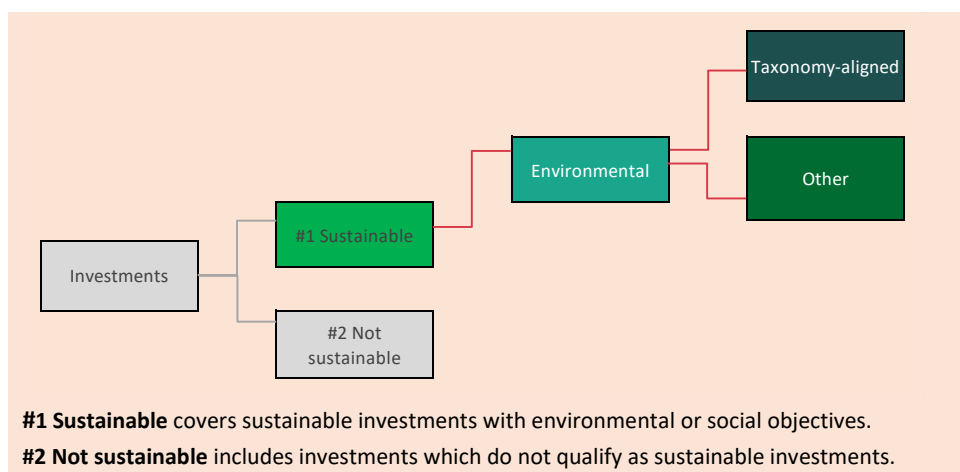 Taxonomy-aligned
Environmental
Other
#1 Sustainable
Investments
#2 Not
sustainable
#1 Sustainable covers sustainable investments with environmental or social objectives.
#2 Not sustainable includes investments which do not qualify as sustainable investments.